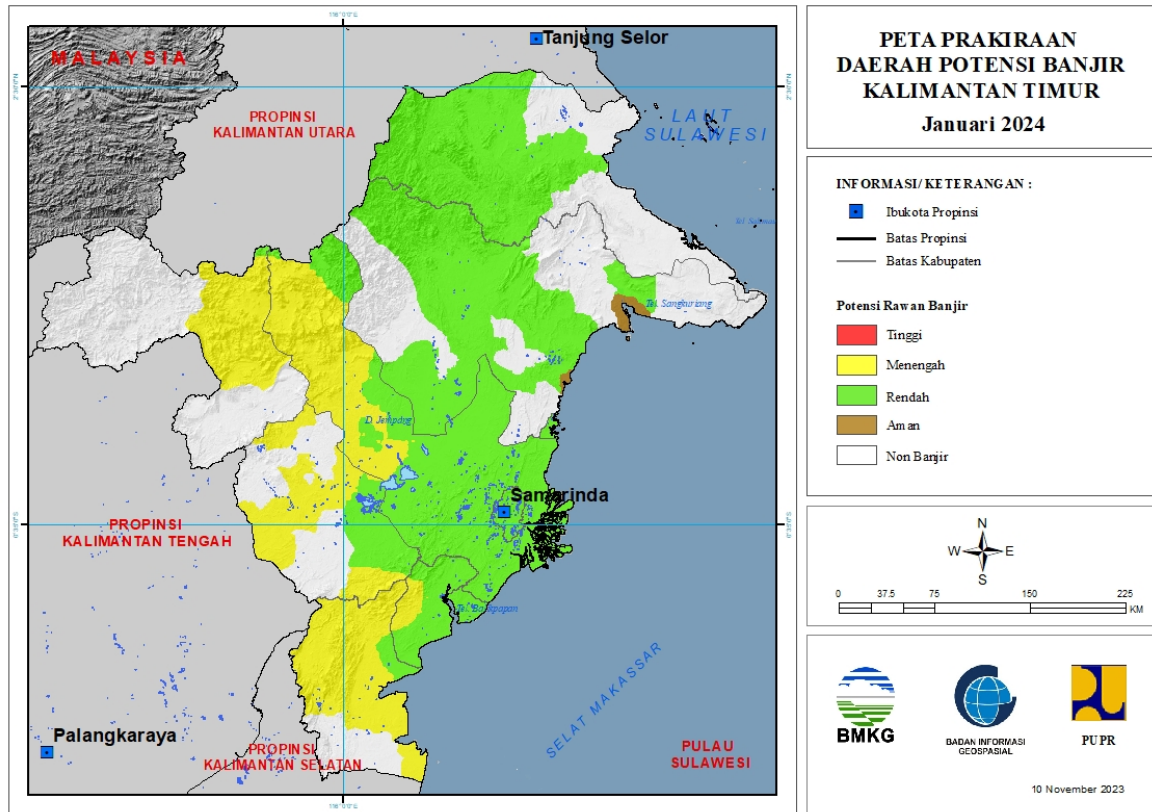 PETA PRAKIRAAN
DAERAH POTENSI BANJIR
KALIMANTAN TIMUR
Januari 2024
INFORMASI/ KETERANGAN :
Ibukota Propinsi
Batas Propinsi
Batas Kabupaten
Potensi Rawan Banjir
Tinggi
Menengah
Rendah
Aman
Non Banjir
N
W E
S
0 37.5 75 150 225
KM
BMKG
BADAN INFORMASI
GEOSPASIAL
PUPR
10 November 2023
Tanjung Selor
MALAYSIA
PROPINSI
KALIMANTAN UTARA
LAUT
SULAWESI
Tel. Sangkuriang
D. Jempang
Samarinda
PROPINSI
KALIMANTAN TENGAH
SELAT MAKASSAR
Palangkaraya
PROPINSI
KALIMANTAN SELATAN
PULAU
SULAWESI